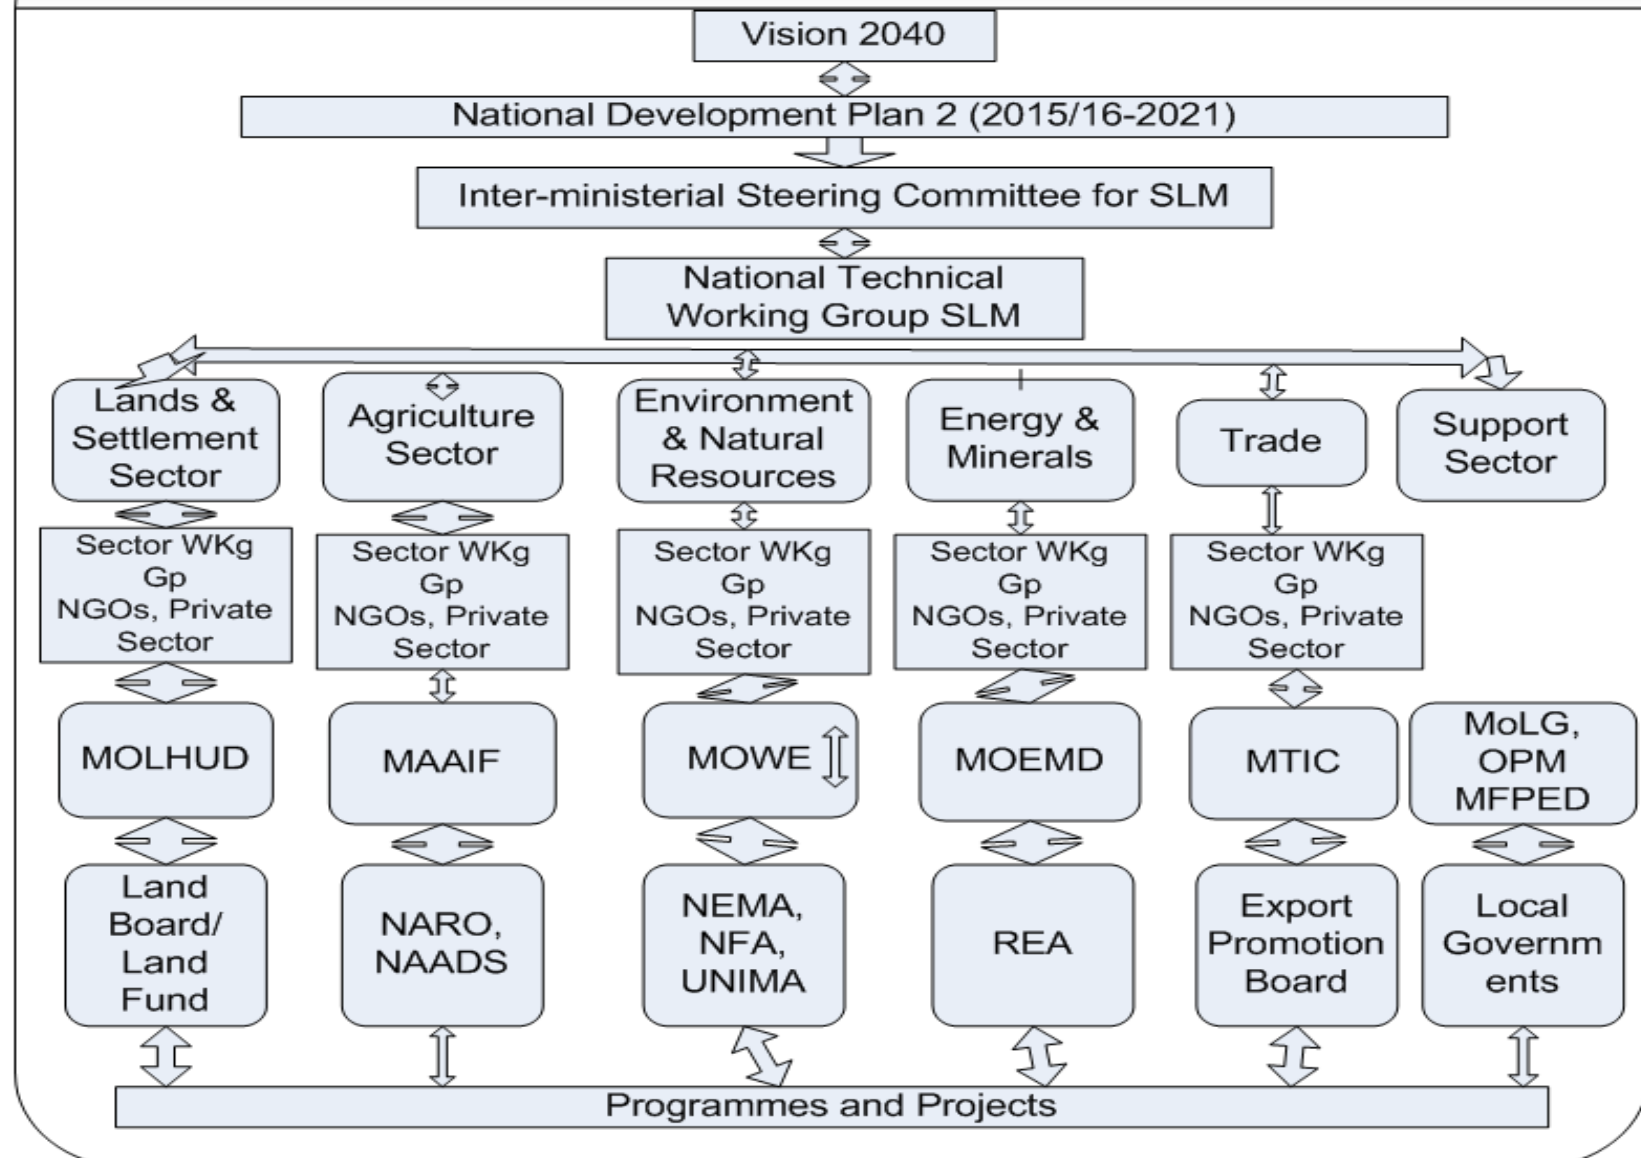 Vision 2040
National Development Plan 2 (2015/16-2021)
Inter-ministerial Steering Committee for SLM
National Technical
Working Group SLM
Lands &
Settlement
Sector
Agriculture
Sector
Environment
& Natural
Resources
Energy &
Minerals
Trade
Support
Sector
Sector WKg
Gp
NGOs, Private
Sector
Sector WKg
Gp
NGOs, Private
Sector
Sector WKg
Gp
NGOs, Private
Sector
Sector WKg
Gp
NGOs, Private
Sector
Sector WKg
Gp
NGOs, Private
Sector
MOLHUD
MAAIF
MOWE
MOEMD
MTIC
MoLG,
OPM
MFPED
Land
Board/
Land
Fund
NARO,
NAADS
NEMA,
NFA,
UNIMA
REA
Export
Promotion
Board
Local
Governm
ents
Programmes and Projects